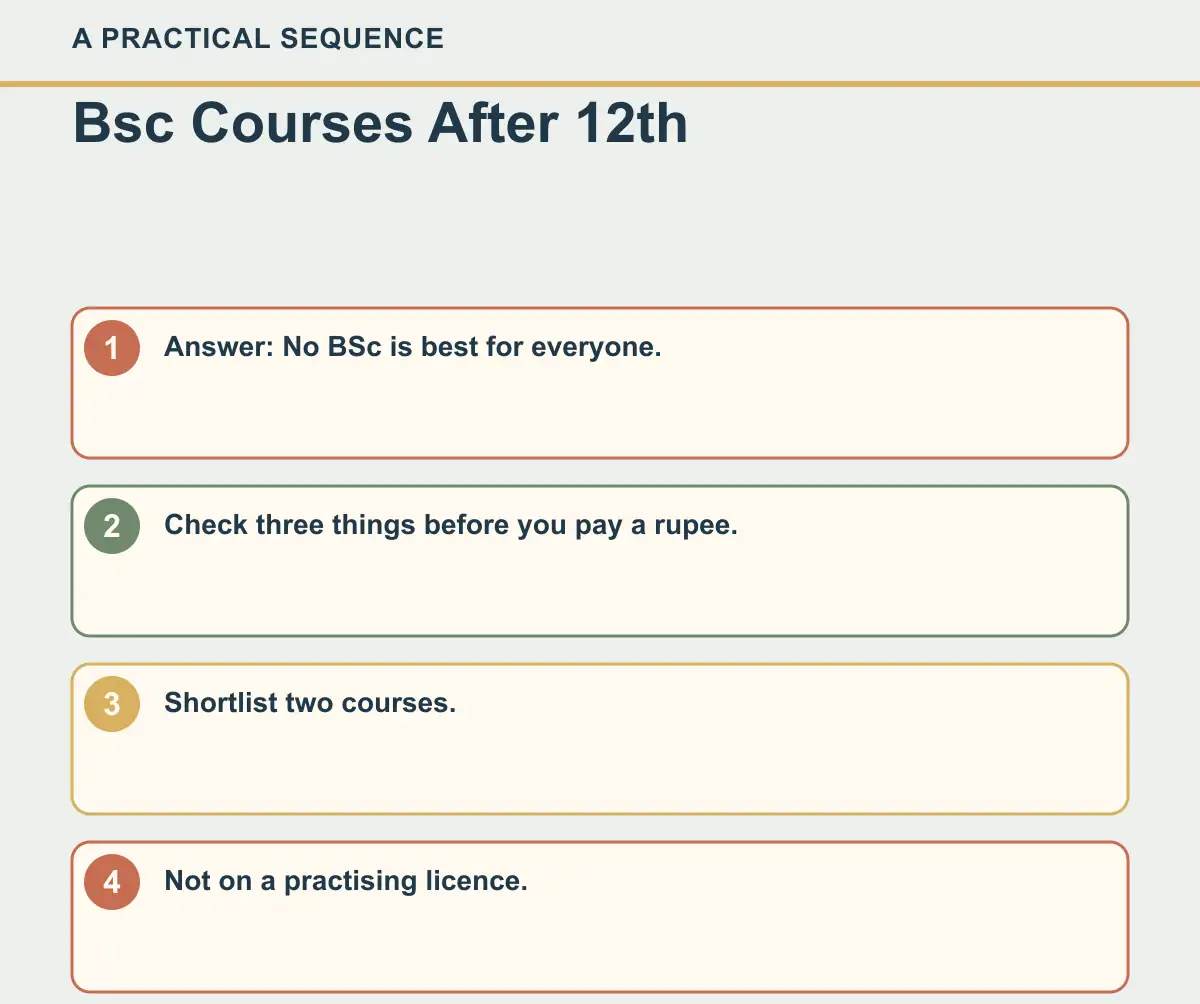 A PRACTICAL SEQUENCE
Bsc Courses After 12th
1 Answer: No BSc is best for everyone.
2 Check three things before you pay a rupee.
3 Shortlist two courses.
4 Not on a practising licence.